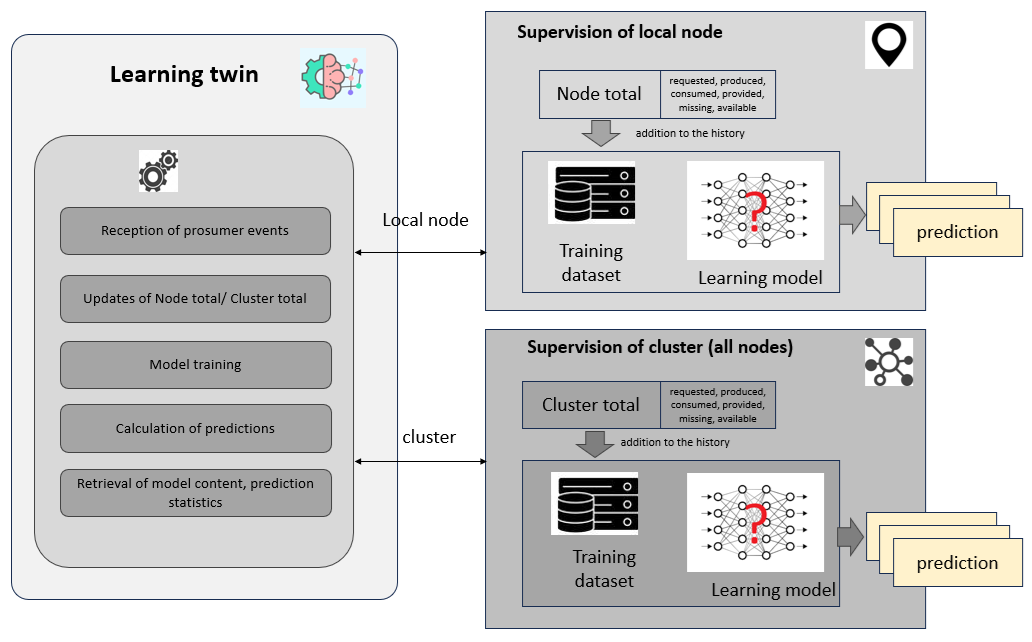 Learning twin
Reception of prosumer events
Updates of Node total/ Cluster total
Model training
Calculation of predictions
Retrieval of model content, prediction
statistics
Local node
cluster
Supervision of local node
Node total
requested, produced,
consumed, provided,
missing, available
addition to the history
Training
dataset
?
Learning model
prediction
Supervision of cluster (all nodes)
Cluster total
requested, produced,
consumed, provided,
missing, available
addition to the history
Training
dataset
?
Learning model
prediction